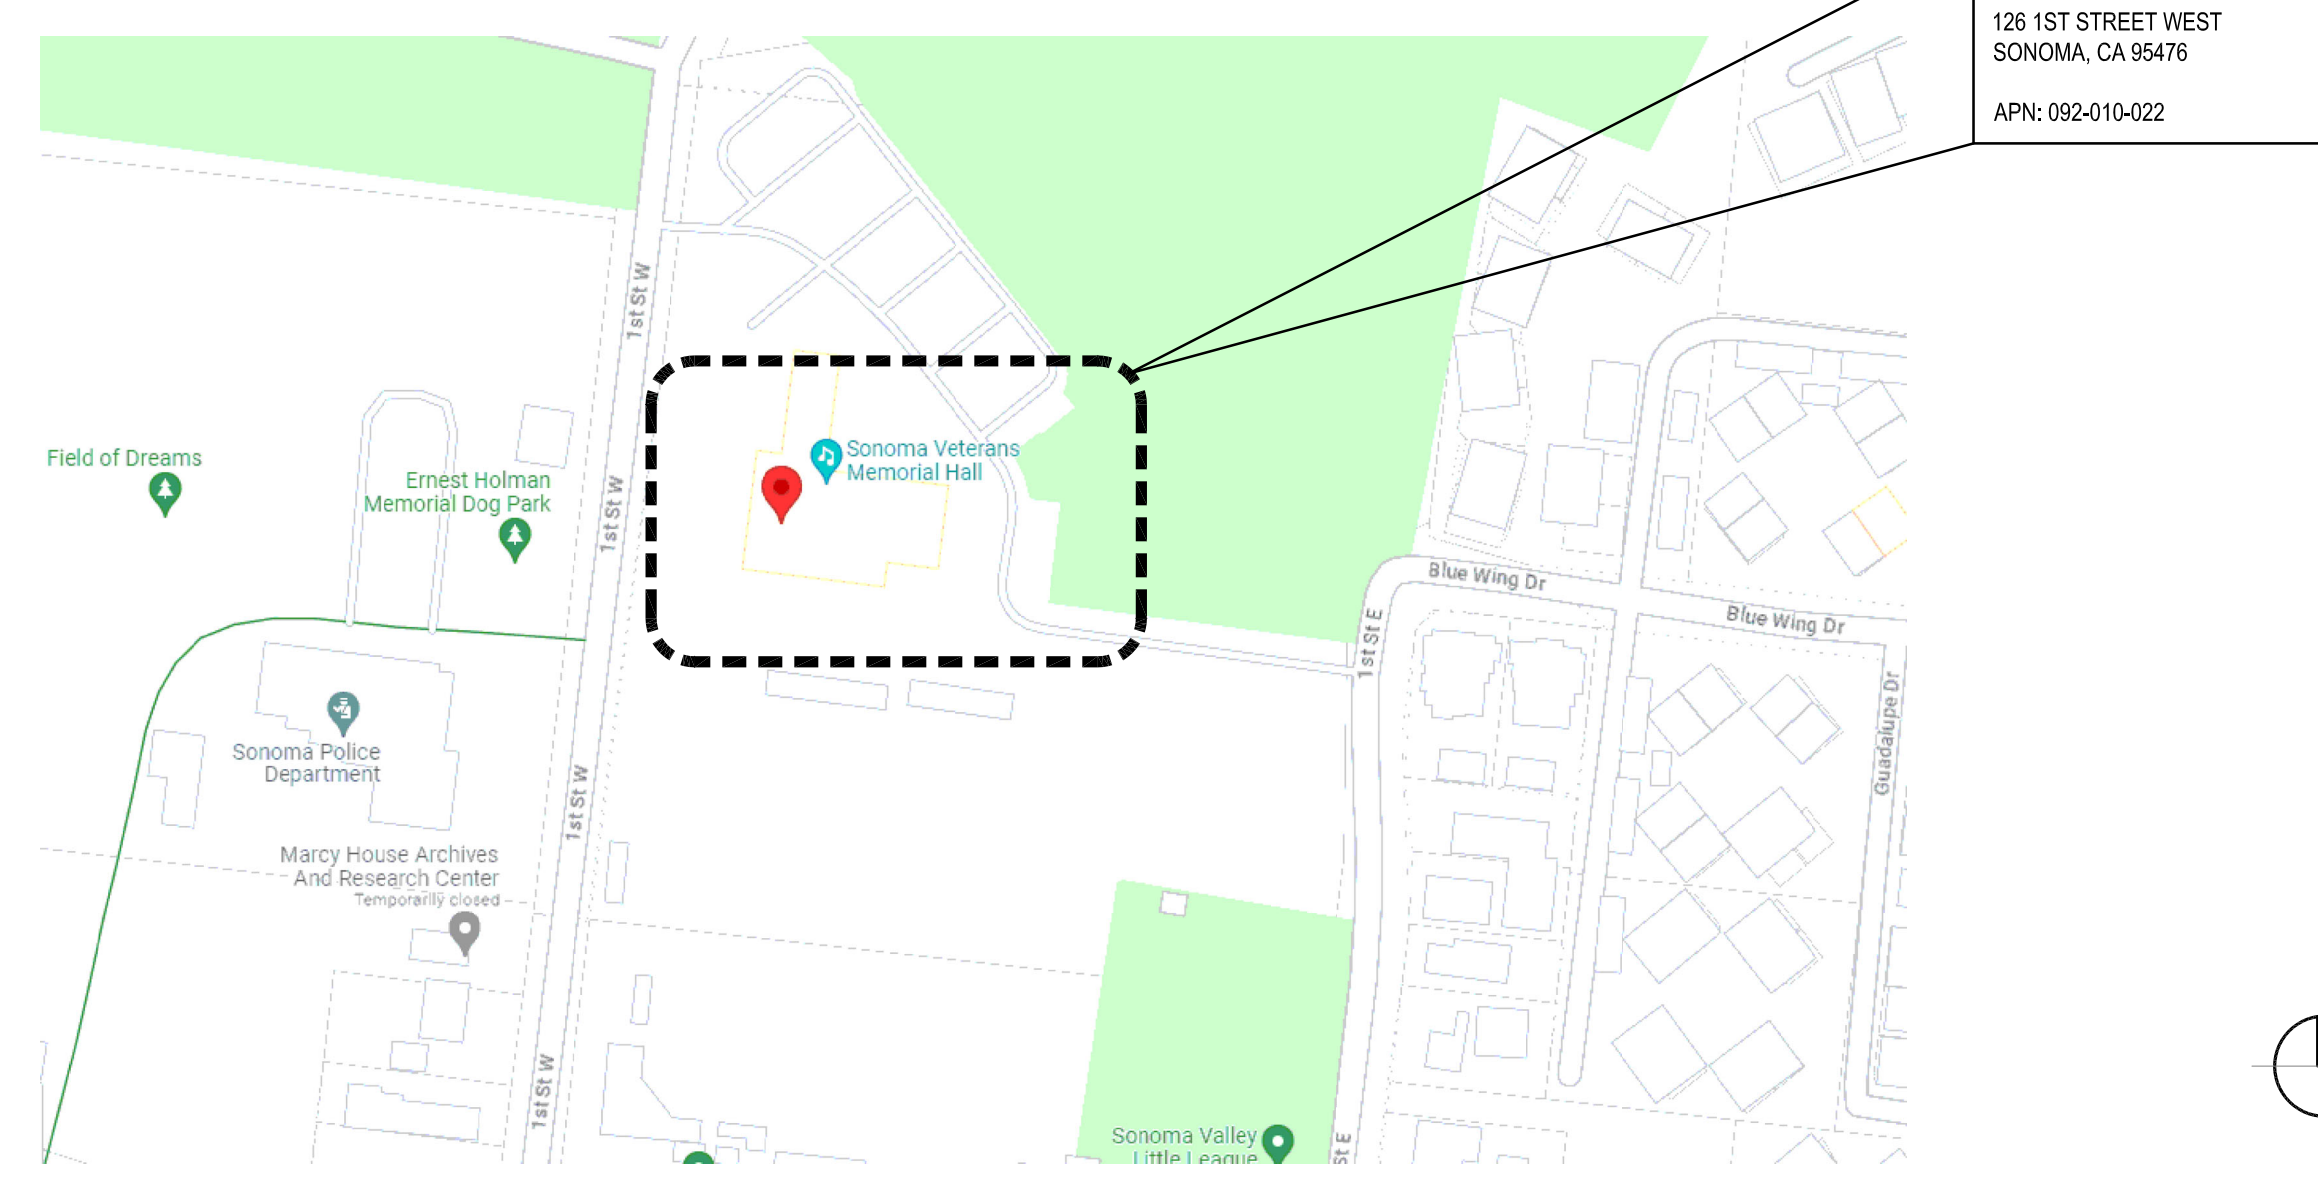 126 1ST STREET WEST
SONOMA, CA 95476
APN: 092-010-022
1st St W
Field of Dreams
Ernest Holman
Memorial Dog Park
1st St W
Sonoma Veterans
Memorial Hall
Blue Wing Dr
Blue Wing Dr
1st St E
Guadalupe Dr
Sonoma Police
Department
1st St W
Marcy House Archives
And Research Center
Temporarily closed
1st St W
Sonoma Valley
Little League
St E